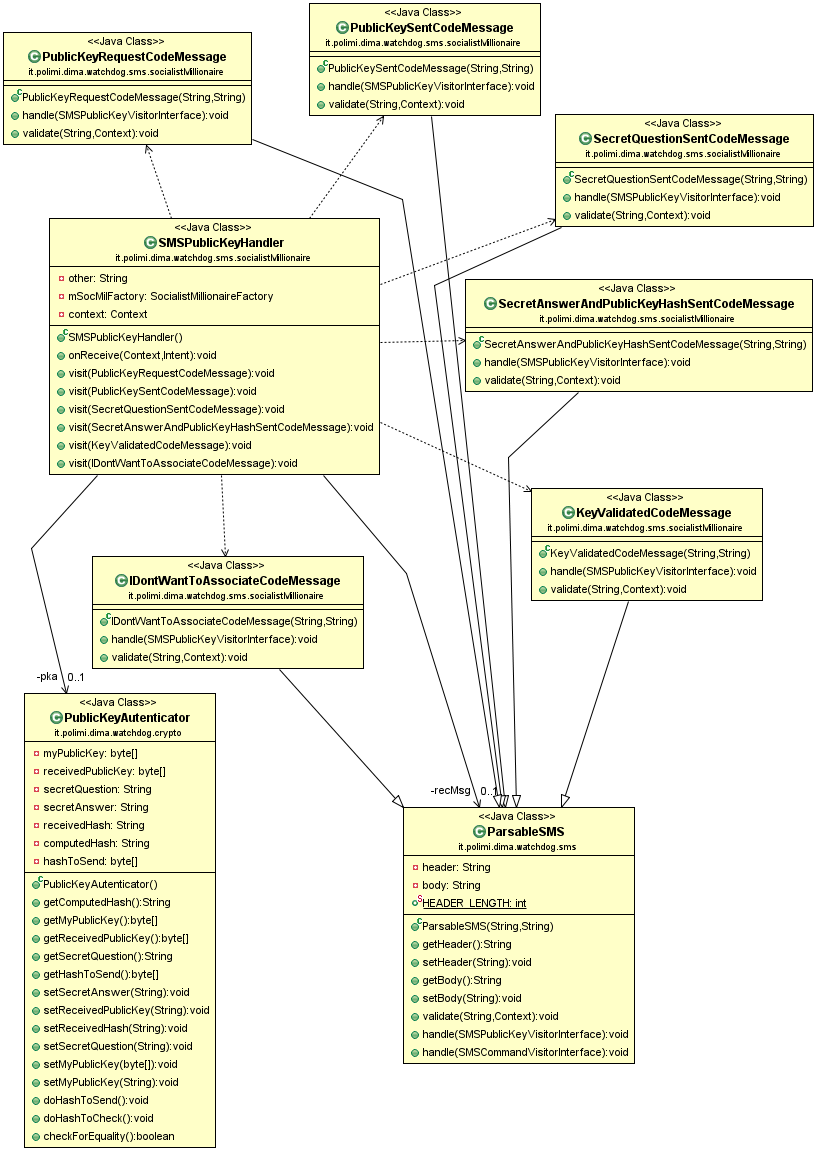 <<Java Class>>
PublicKeyRequestCodeMessage
it.polimi.dima.watchdog.sms.socialistMillionaire
PublicKeyRequestCodeMessage(String,String)
handle(SMSPublicKeyVisitorInterface):void
validate(String,Context):void
<<Java Class>>
PublicKeySentCodeMessage
it.polimi.dima.watchdog.sms.socialistMillionaire
PublicKeySentCodeMessage(String,String)
handle(SMSPublicKeyVisitorInterface):void
validate(String,Context):void
<<Java Class>>
SecretQuestionSentCodeMessage
it.polimi.dima.watchdog.sms.socialistMillionaire
SecretQuestionSentCodeMessage(String,String)
handle(SMSPublicKeyVisitorInterface):void
validate(String,Context):void
<<Java Class>>
SMSPublicKeyHandler
it.polimi.dima.watchdog.sms.socialistMillionaire
other: String
mSocMilFactory: SocialistMillionaireFactory
context: Context
SMSPublicKeyHandler()
onReceive(Context,Intent):void
visit(PublicKeyRequestCodeMessage):void
visit(PublicKeySentCodeMessage):void
visit(SecretQuestionSentCodeMessage):void
visit(SecretAnswerAndPublicKeyHashSentCodeMessage):void
visit(KeyValidatedCodeMessage):void
visit(IDontWantToAssociateCodeMessage):void
<<Java Class>>
SecretAnswerAndPublicKeyHashSentCodeMessage
it.polimi.dima.watchdog.sms.socialistMillionaire
SecretAnswerAndPublicKeyHashSentCodeMessage(String,String)
handle(SMSPublicKeyVisitorInterface):void
validate(String,Context):void
<<Java Class>>
KeyValidatedCodeMessage
it.polimi.dima.watchdog.sms.socialistMillionaire
KeyValidatedCodeMessage(String,String)
handle(SMSPublicKeyVisitorInterface):void
validate(String,Context):void
<<Java Class>>
IDontWantToAssociateCodeMessage
it.polimi.dima.watchdog.sms.socialistMillionaire
IDontWantToAssociateCodeMessage(String,String)
handle(SMSPublicKeyVisitorInterface):void
validate(String,Context):void
-pka 0..1
<<Java Class>>
PublicKeyAutenticator
it.polimi.dima.watchdog.crypto
myPublicKey: byte[]
receivedPublicKey: byte[]
secretQuestion: String
secretAnswer: String
receivedHash: String
computedHash: String
hashToSend: byte[]
PublicKeyAutenticator()
getComputedHash():String
getMyPublicKey():byte[]
getReceivedPublicKey():byte[]
getSecretQuestion():String
getHashToSend():byte[]
setSecretAnswer(String):void
setReceivedPublicKey(String):void
setReceivedHash(String):void
setSecretQuestion(String):void
setMyPublicKey(byte[]):void
setMyPublicKey(String):void
doHashToSend():void
doHashToCheck():void
checkForEquality():boolean
-recMsg 0..1
<<Java Class>>
ParsableSMS
it.polimi.dima.watchdog.sms
header: String
body: String
HEADER_LENGTH: int
ParsableSMS(String,String)
getHeader():String
setHeader(String):void
getBody():String
setBody(String):void
validate(String,Context):void
handle(SMSPublicKeyVisitorInterface):void
handle(SMSCommandVisitorInterface):void